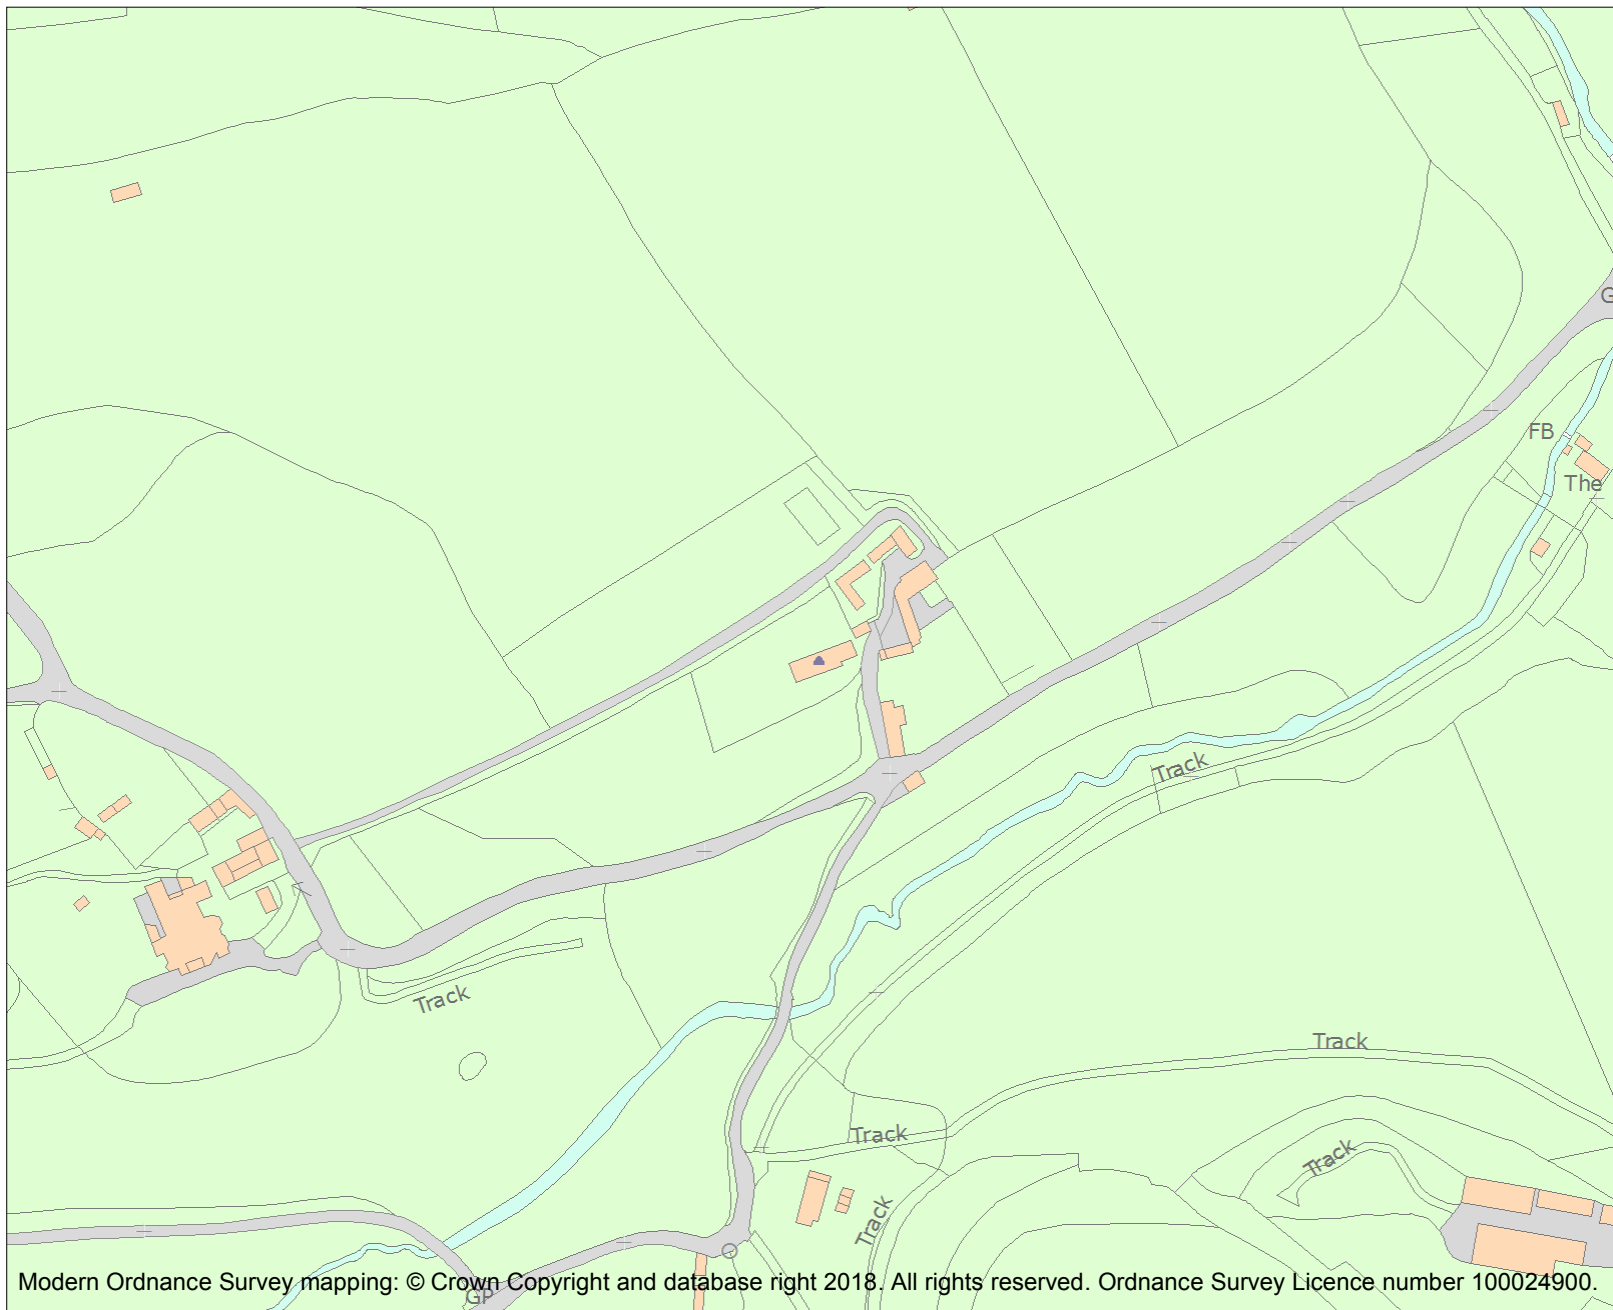 G
FB
The
Track
Track
Track
Track
Track
Track
GP
Modern Ordnance Survey mapping: © Crown Copyright and database right 2018. All rights reserved. Ordnance Survey Licence number 100024900.